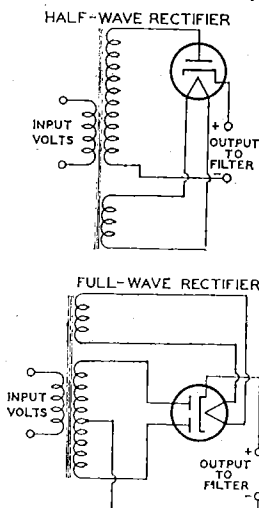 HALF-WAVE RECTIFIER
INPUT
VOLTS
+
OUTPUT
TO
FILTER
-
FULL-WAVE RECTIFIER
INPUT
VOLTS
OUTPUT
TO
FILTER
+
-